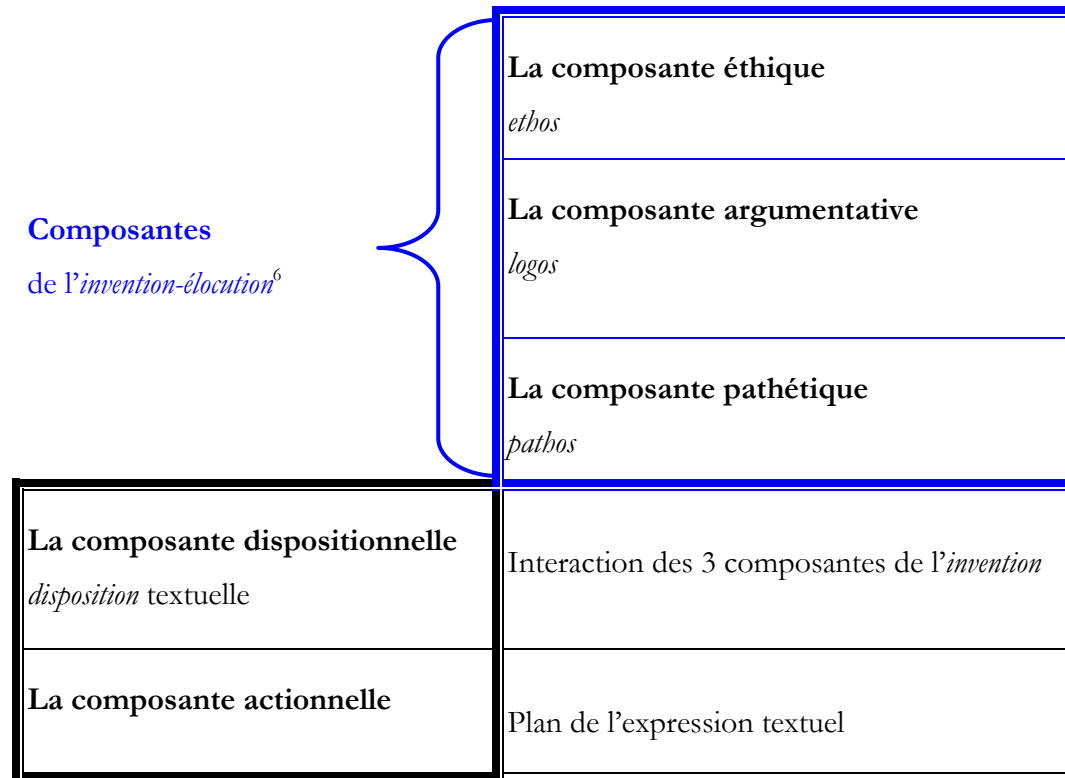 La composante éthique
ethos
La composante argumentative
logos
Composantes
de l’invention-élocution⁶
La composante pathétique
pathos
La composante dispositionnelle
disposition textuelle
Interaction des 3 composantes de l’invention
La composante actionnelle
Plan de l’expression textuel